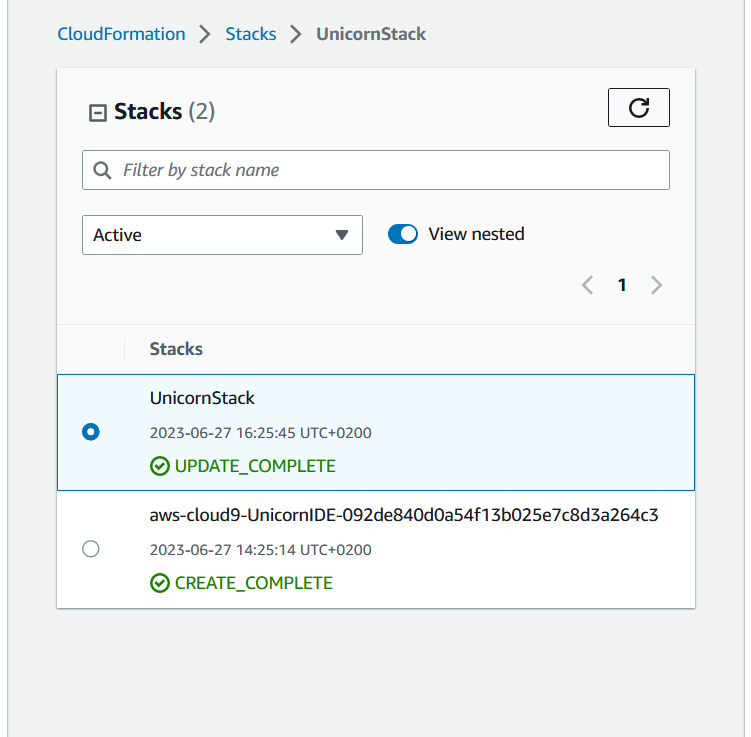 CloudFormation > Stacks > UnicornStack
Stacks (2)
Filter by stack name
Active View nested
1
Stacks
UnicornStack
2023-06-27 16:25:45 UTC+0200
UPDATE_COMPLETE
aws-cloud9-UnicornIDE-092de840d0a54f13b025e7c8d3a264c3
2023-06-27 14:25:14 UTC+0200
CREATE_COMPLETE